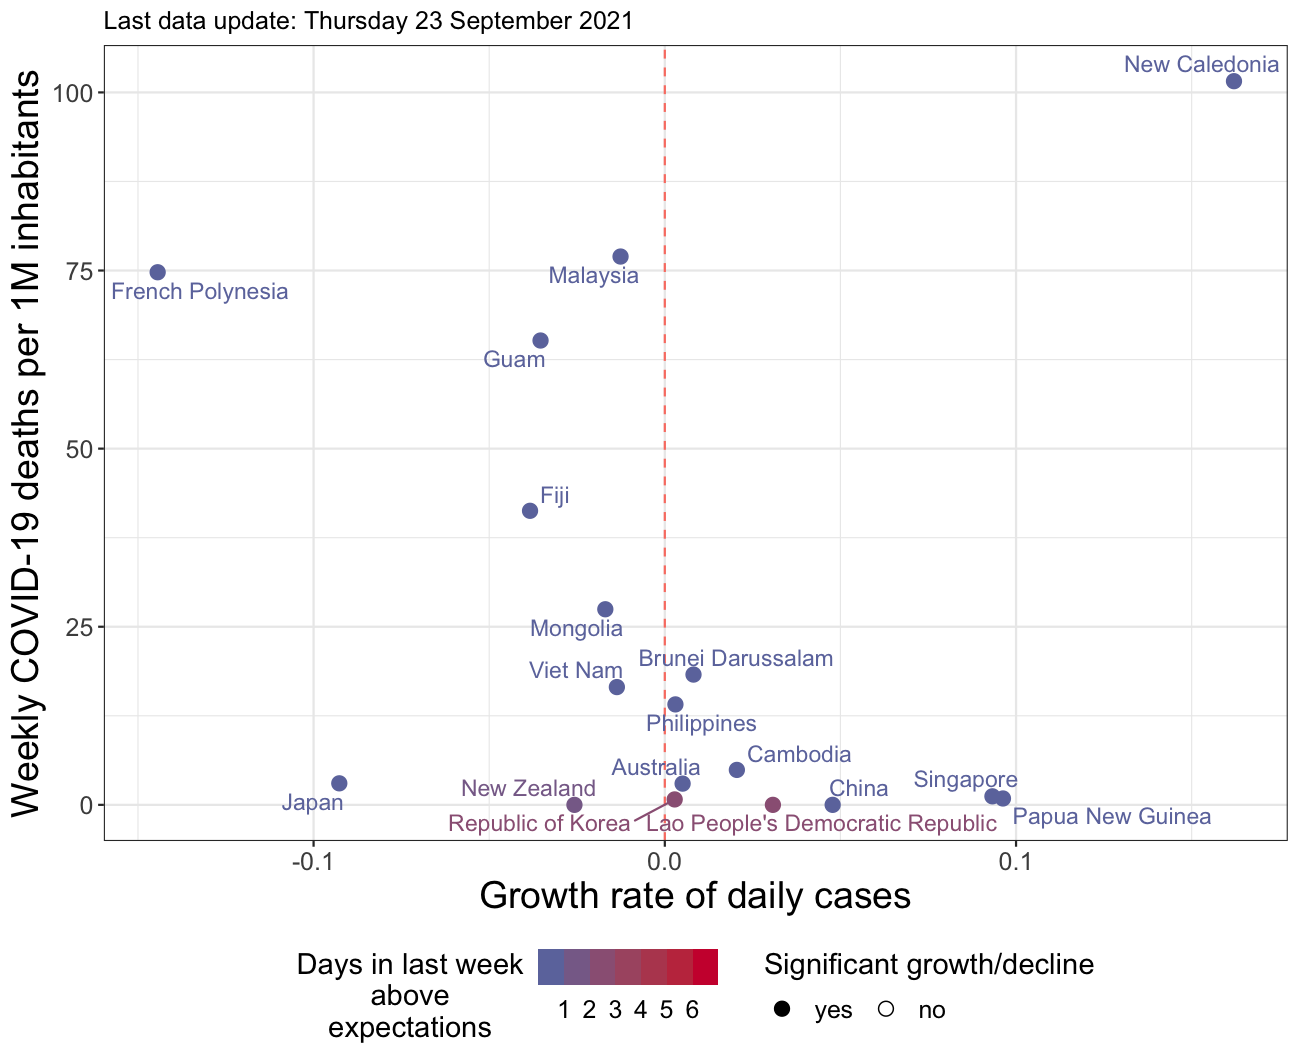 Last data update: Thursday 23 September 2021
Weekly COVID-19 deaths per 1M inhabitants
100
75
50
25
0
New Caledonia
French Polynesia
Malaysia
Guam
Fiji
Mongolia
Viet Nam
Brunei Darussalam
Philippines
Cambodia
Australia
Japan
New Zealand
China
Singapore
Papua New Guinea
Republic of Korea
Lao People's Democratic Republic
-0.1
0.0
0.1
Growth rate of daily cases
Days in last week
above
expectations
1 2 3 4 5 6
Significant growth/decline
yes no